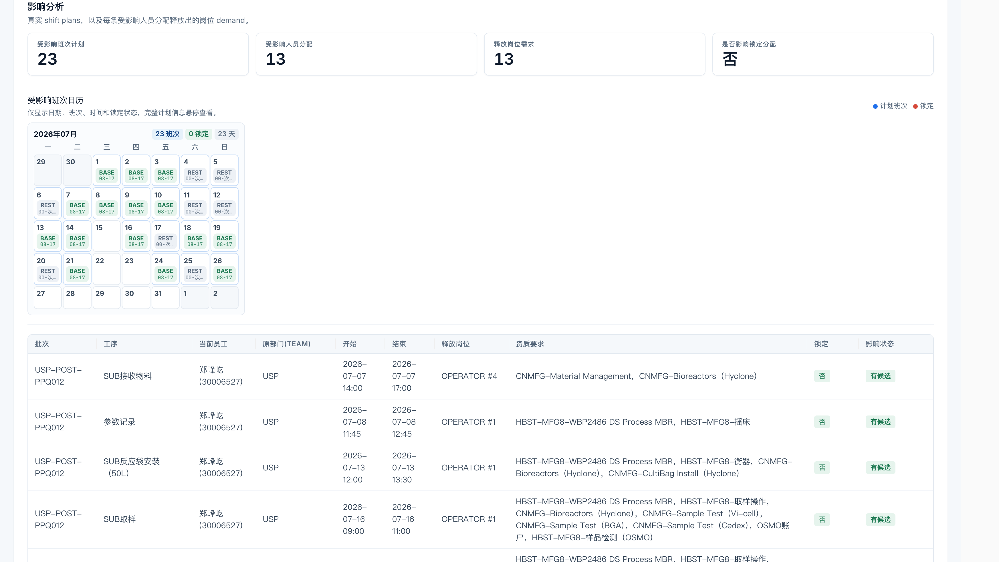 影响分析
真实 shift plans，以及每条受影响人员分配释放出的岗位 demand。
受影响班次计划
23
受影响人员分配
13
释放岗位需求
13
是否影响锁定分配
否
受影响班次日历
仅显示日期、班次、时间和锁定状态，完整计划信息悬停查看。
计划班次 锁定
2026年07月 23 班次 0 锁定 23 天
一 二 三 四 五 六 日
29 30 1 2 3 4 5
BASE BASE BASE REST REST
08-17 08-17 08-17 00-次… 00-次…
6 7 8 9 10 11 12
REST BASE BASE BASE BASE REST REST
00-次… 08-17 08-17 08-17 08-17 00-次… 00-次…
13 14 15 16 17 18 19
BASE BASE BASE REST BASE BASE
08-17 08-17 08-17 00-次… 08-17 08-17
20 21 22 23 24 25 26
REST BASE BASE REST BASE
00-次… 08-17 08-17 00-次… 08-17
27 28 29 30 31 1 2
批次 工序 当前员工 原部门(TEAM) 开始 结束 释放岗位 资质要求 锁定 影响状态
USP-POST-
PPQ012
SUB接收物料
郑峰屹
(30006527)
USP
2026-
07-07
14:00
2026-
07-07
17:00
OPERATOR #4
CNMFG-Material Management，CNMFG-Bioreactors（Hyclone）
否
有候选
USP-POST-
PPQ012
参数记录
郑峰屹
(30006527)
USP
2026-
07-08
11:45
2026-
07-08
12:45
OPERATOR #1
HBST-MFG8-WBP2486 DS Process MBR，HBST-MFG8-摇床
否
有候选
USP-POST-
PPQ012
SUB反应袋安装
（50L）
郑峰屹
(30006527)
USP
2026-
07-13
12:00
2026-
07-13
13:30
OPERATOR #1
HBST-MFG8-WBP2486 DS Process MBR，HBST-MFG8-衡器，CNMFG-
Bioreactors（Hyclone），CNMFG-CultiBag Install（Hyclone）
否
有候选
USP-POST-
PPQ012
SUB取样
郑峰屹
(30006527)
USP
2026-
07-16
09:00
2026-
07-16
11:00
OPERATOR #1
HBST-MFG8-WBP2486 DS Process MBR，HBST-MFG8-取样操作，
CNMFG-Bioreactors（Hyclone），CNMFG-Sample Test（Vi-cell），
CNMFG-Sample Test（BGA），CNMFG-Sample Test（Cedex），OSMO账
户，HBST-MFG8-样品检测（OSMO）
否
有候选
HBST-MFG8-WBP2486 DS Process MBR，HBST-MFG8-取样操作，